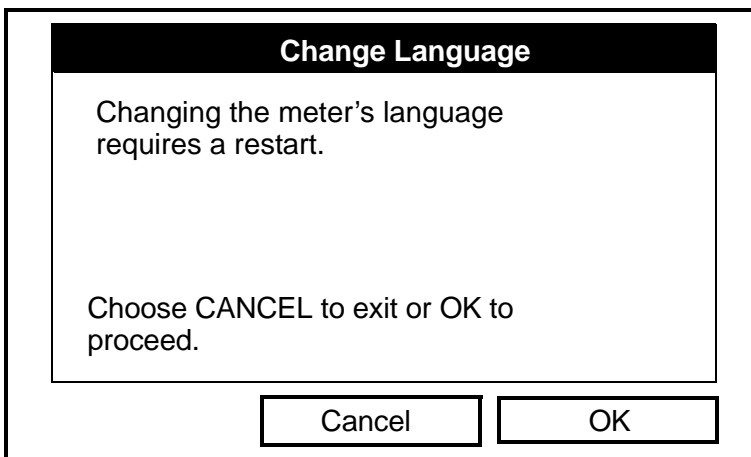 Change Language
Changing the meter’s language
requires a restart.
Choose CANCEL to exit or OK to
proceed.
Cancel OK